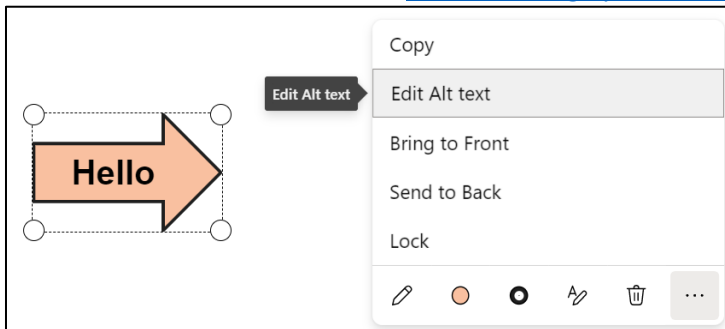 Copy
Edit Alt text
Edit Alt text
Bring to Front
Hello
Send to Back
Lock